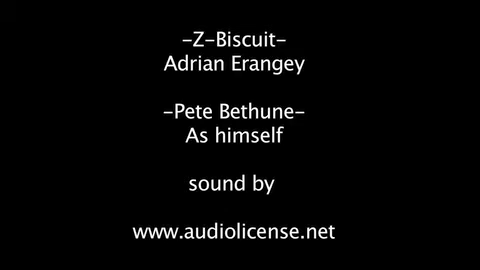 -Z-Biscuit-
Adrian Erangey
-Pete Bethune-
As himself
sound by
www.audiolicense.net